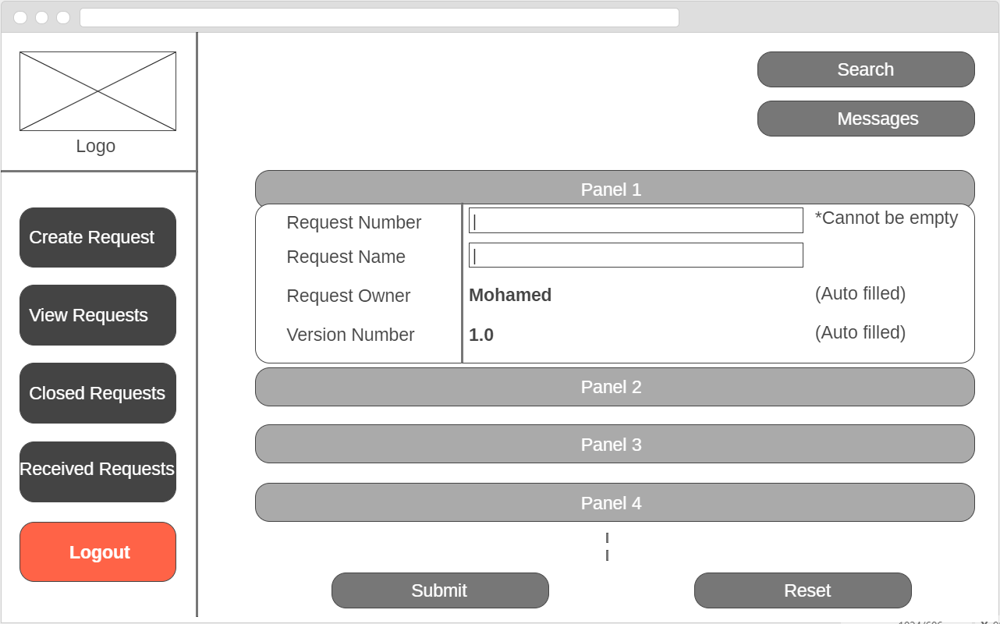 Logo
Create Request
View Requests
Closed Requests
Received Requests
Logout
Search
Messages
Panel 1
Request Number
*Cannot be empty
Request Name
Request Owner Mohamed (Auto filled)
Version Number 1.0 (Auto filled)
Panel 2
Panel 3
Panel 4
Submit Reset